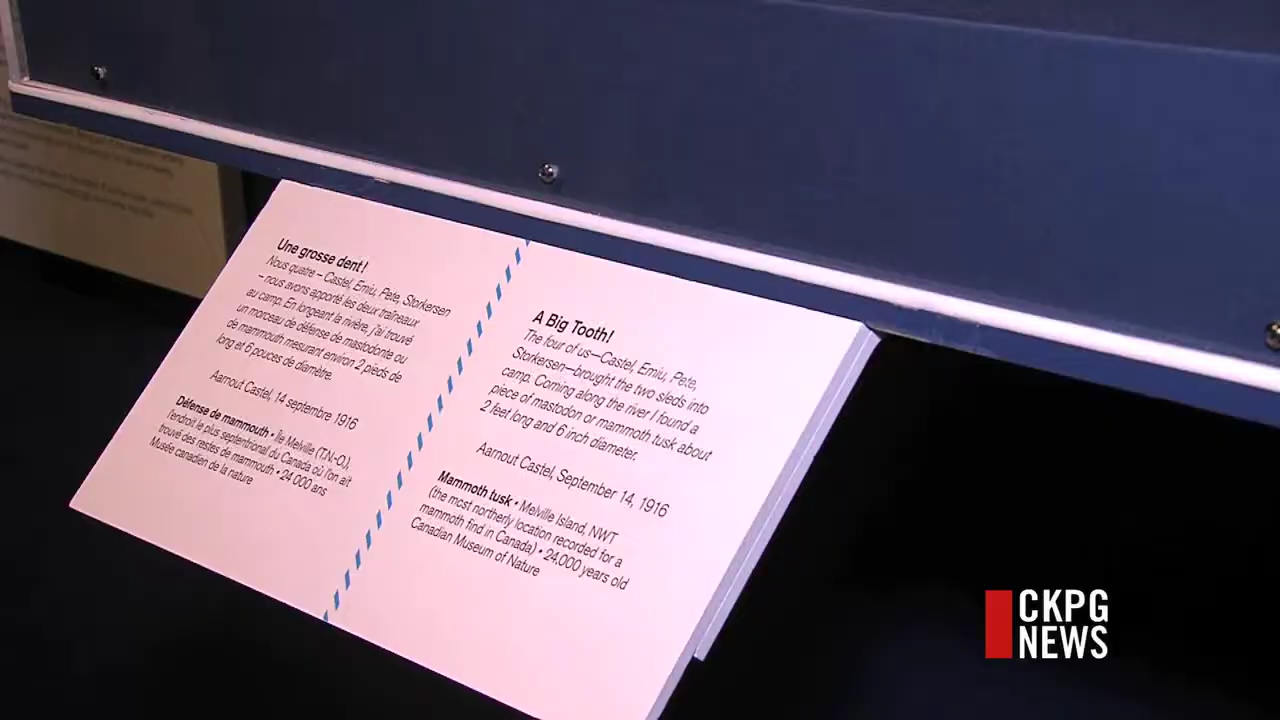 Une grosse dent!
Nous quatre – Castel, Emiu, Pete, Storkersen
– nous avons apporté les deux traîneaux
au camp. En longeant la rivière, j'ai trouvé
un morceau de défense de mastodonte ou
de mammouth mesurant environ 2 pieds de
long et 6 pouces de diamètre.
Aarnout Castel, 14 septembre 1916
Défense de mammouth • Île Melville (T.N.-O.),
l'endroit le plus septentrional du Canada où l'on ait
trouvé des restes de mammouth • 24 000 ans
Musée canadien de la nature
A Big Tooth!
The four of us—Castel, Emiu, Pete,
Storkersen—brought the two sleds into
camp. Coming along the river I found a
piece of mastodon or mammoth tusk about
2 feet long and 6 inch diameter.
Aarnout Castel, September 14, 1916
Mammoth tusk • Melville Island, NWT
(the most northerly location recorded for a
mammoth find in Canada) • 24,000 years old
Canadian Museum of Nature
CKPG
NEWS